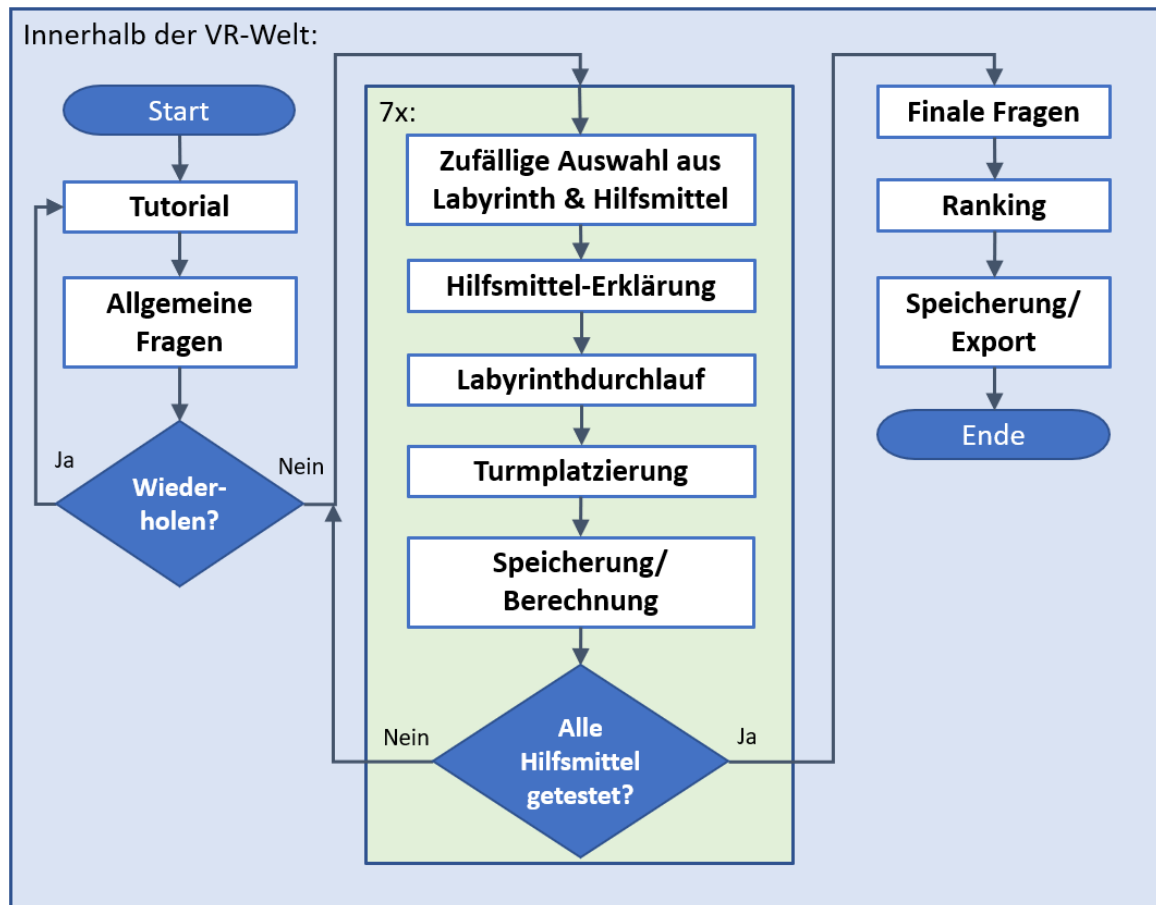 Innerhalb der VR-Welt:
Start
Tutorial
Allgemeine
Fragen
Ja
Nein
Wieder-
holen?
7x:
Zufällige Auswahl aus
Labyrinth & Hilfsmittel
Hilfsmittel-Erklärung
Labyrinthdurchlauf
Turmplatzierung
Speicherung/
Berechnung
Nein
Alle
Hilfsmittel
getestet?
Ja
Finale Fragen
Ranking
Speicherung/
Export
Ende